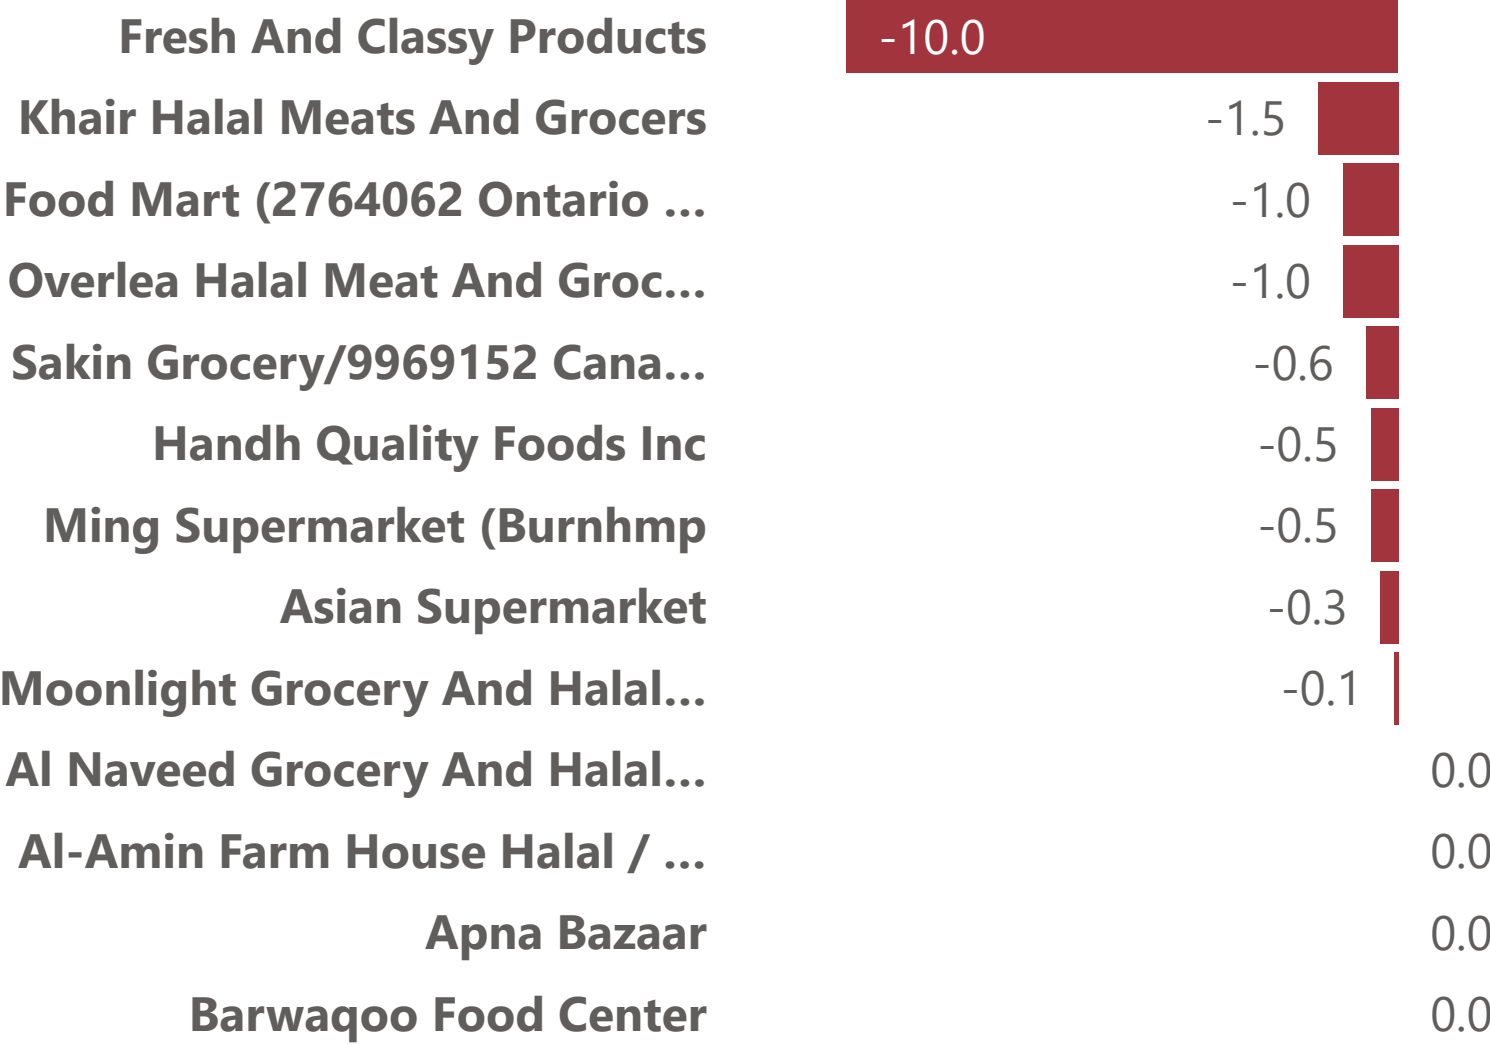 Fresh And Classy Products -10.0
Khair Halal Meats And Grocers -1.5
Food Mart (2764062 Ontario ... -1.0
Overlea Halal Meat And Groc... -1.0
Sakin Grocery/9969152 Cana... -0.6
Handh Quality Foods Inc -0.5
Ming Supermarket (Burnhmp -0.5
Asian Supermarket -0.3
Moonlight Grocery And Halal... -0.1
Al Naveed Grocery And Halal... 0.0
Al-Amin Farm House Halal / ... 0.0
Apna Bazaar 0.0
Barwaqoo Food Center 0.0